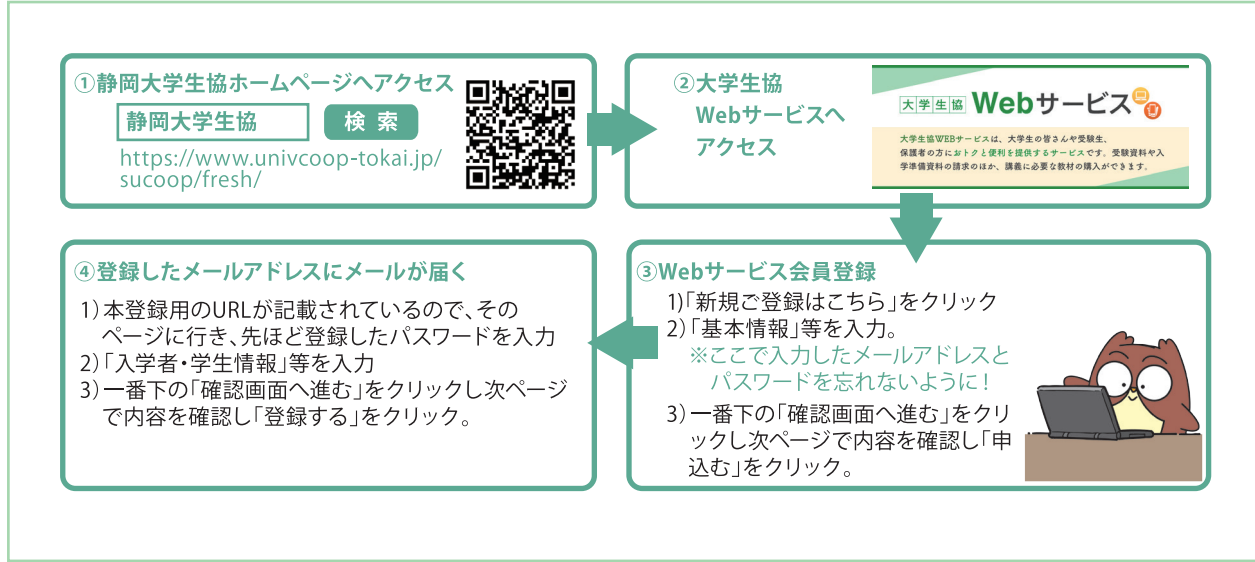 ①静岡大学生協ホームページへアクセス
静岡大学生協
検 索
https://www.univcoop-tokai.jp/
sucoop/fresh/
②大学生協
Webサービスへ
アクセス
大学生協 Webサービス
大学生協WEBサービスは、大学生の皆さんや受験生、
保護者の方におトクと便利を提供するサービスです。受験資料や入
学準備資料の請求のほか、講義に必要な教材の購入ができます。
③Webサービス会員登録
1)「新規ご登録はこちら」をクリック
2)「基本情報」等を入力。
※ここで入力したメールアドレスと
パスワードを忘れないように!
3)一番下の「確認画面へ進む」をクリ
ックし次ページで内容を確認し「申
込む」をクリック。
④登録したメールアドレスにメールが届く
1)本登録用のURLが記載されているので、その
ページに行き、先ほど登録したパスワードを入力
2)「入学者・学生情報」等を入力
3)一番下の「確認画面へ進む」をクリックし次ページ
で内容を確認し「登録する」をクリック。